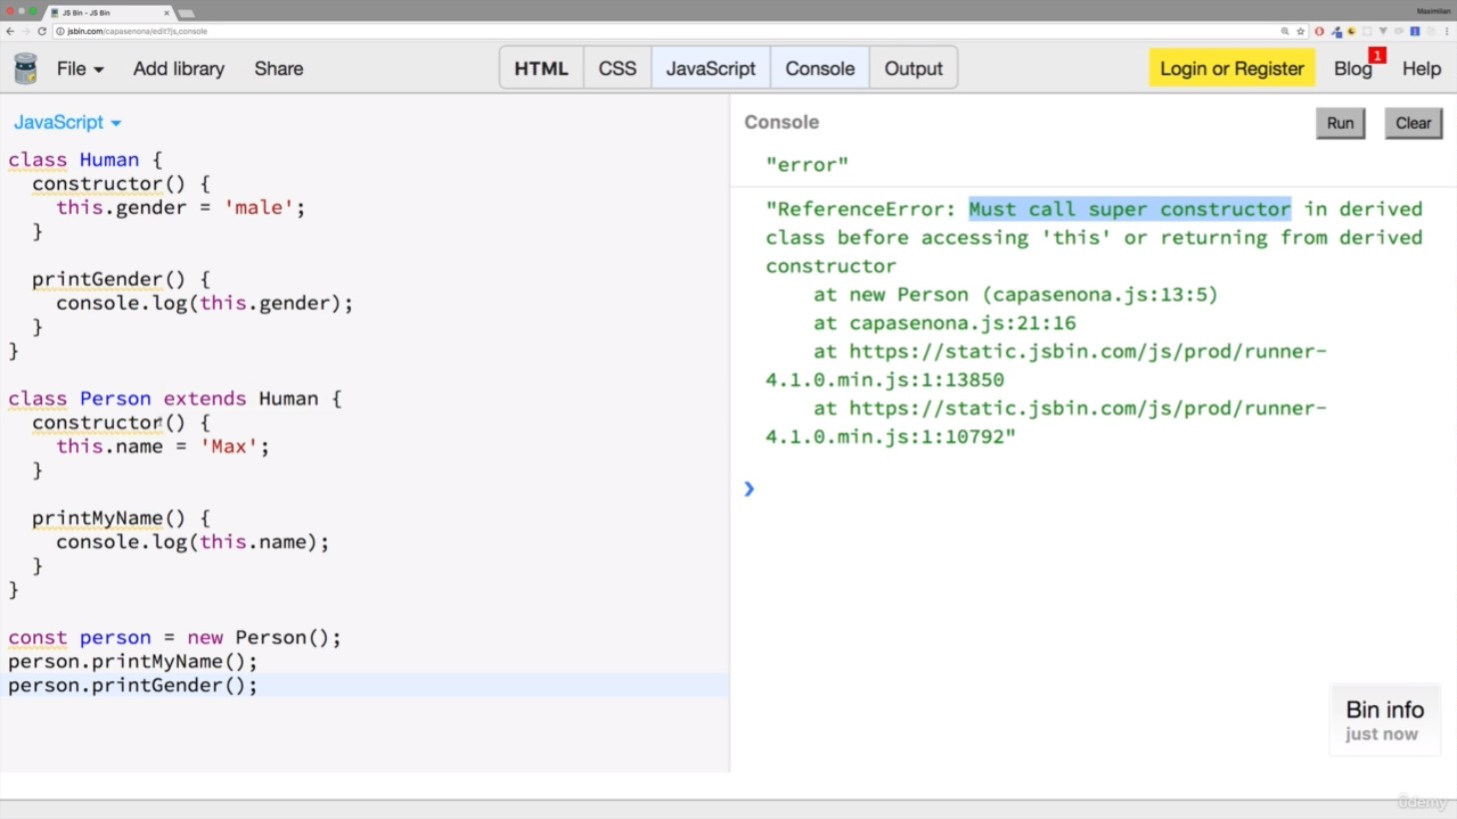 JS Bin - JS Bin
Maximilian
jsbin.com/capasenona/edit?js,console
File
Add library
Share
HTML
CSS
JavaScript
Console
Output
Login or Register
Blog
1
Help
JavaScript
class Human {
constructor() {
this.gender = 'male';
}
printGender() {
console.log(this.gender);
}
}
class Person extends Human {
constructor() {
this.name = 'Max';
}
printMyName() {
console.log(this.name);
}
}
const person = new Person();
person.printMyName();
person.printGender();
Console
Run
Clear
"error"
"ReferenceError: Must call super constructor in derived
class before accessing 'this' or returning from derived
constructor
at new Person (capasenona.js:13:5)
at capasenona.js:21:16
at https://static.jsbin.com/js/prod/runner-
4.1.0.min.js:1:13850
at https://static.jsbin.com/js/prod/runner-
4.1.0.min.js:1:10792"
Bin info
just now
ûdemy